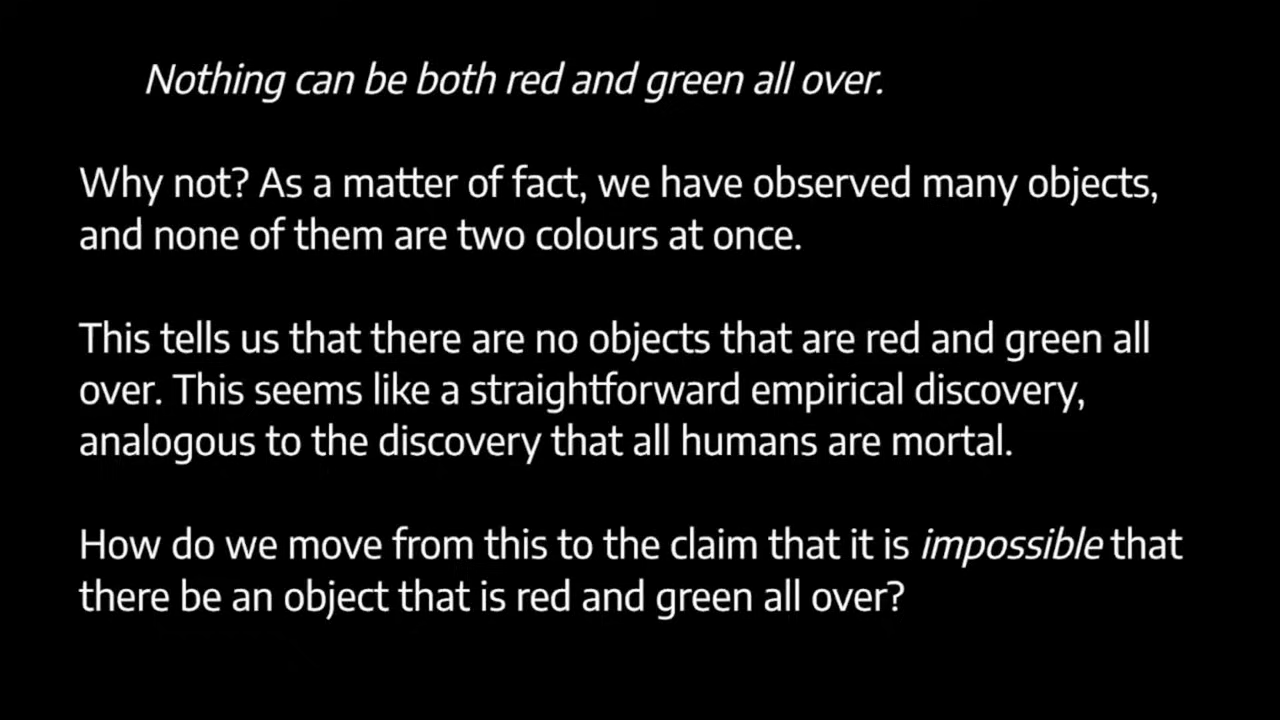 Nothing can be both red and green all over.
Why not? As a matter of fact, we have observed many objects,
and none of them are two colours at once.
This tells us that there are no objects that are red and green all
over. This seems like a straightforward empirical discovery,
analogous to the discovery that all humans are mortal.
How do we move from this to the claim that it is impossible that
there be an object that is red and green all over?